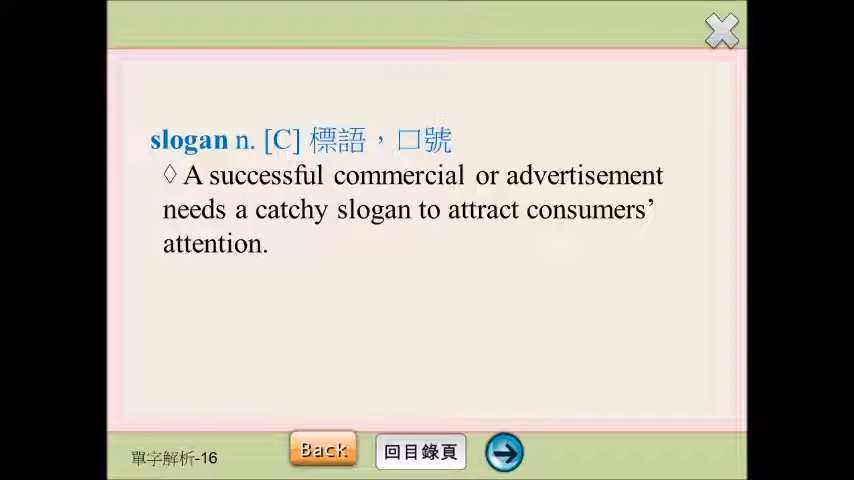 slogan n. [C] 標語，口號
◊ A successful commercial or advertisement
needs a catchy slogan to attract consumers’
attention.
單字解析-16
Back
回目錄頁